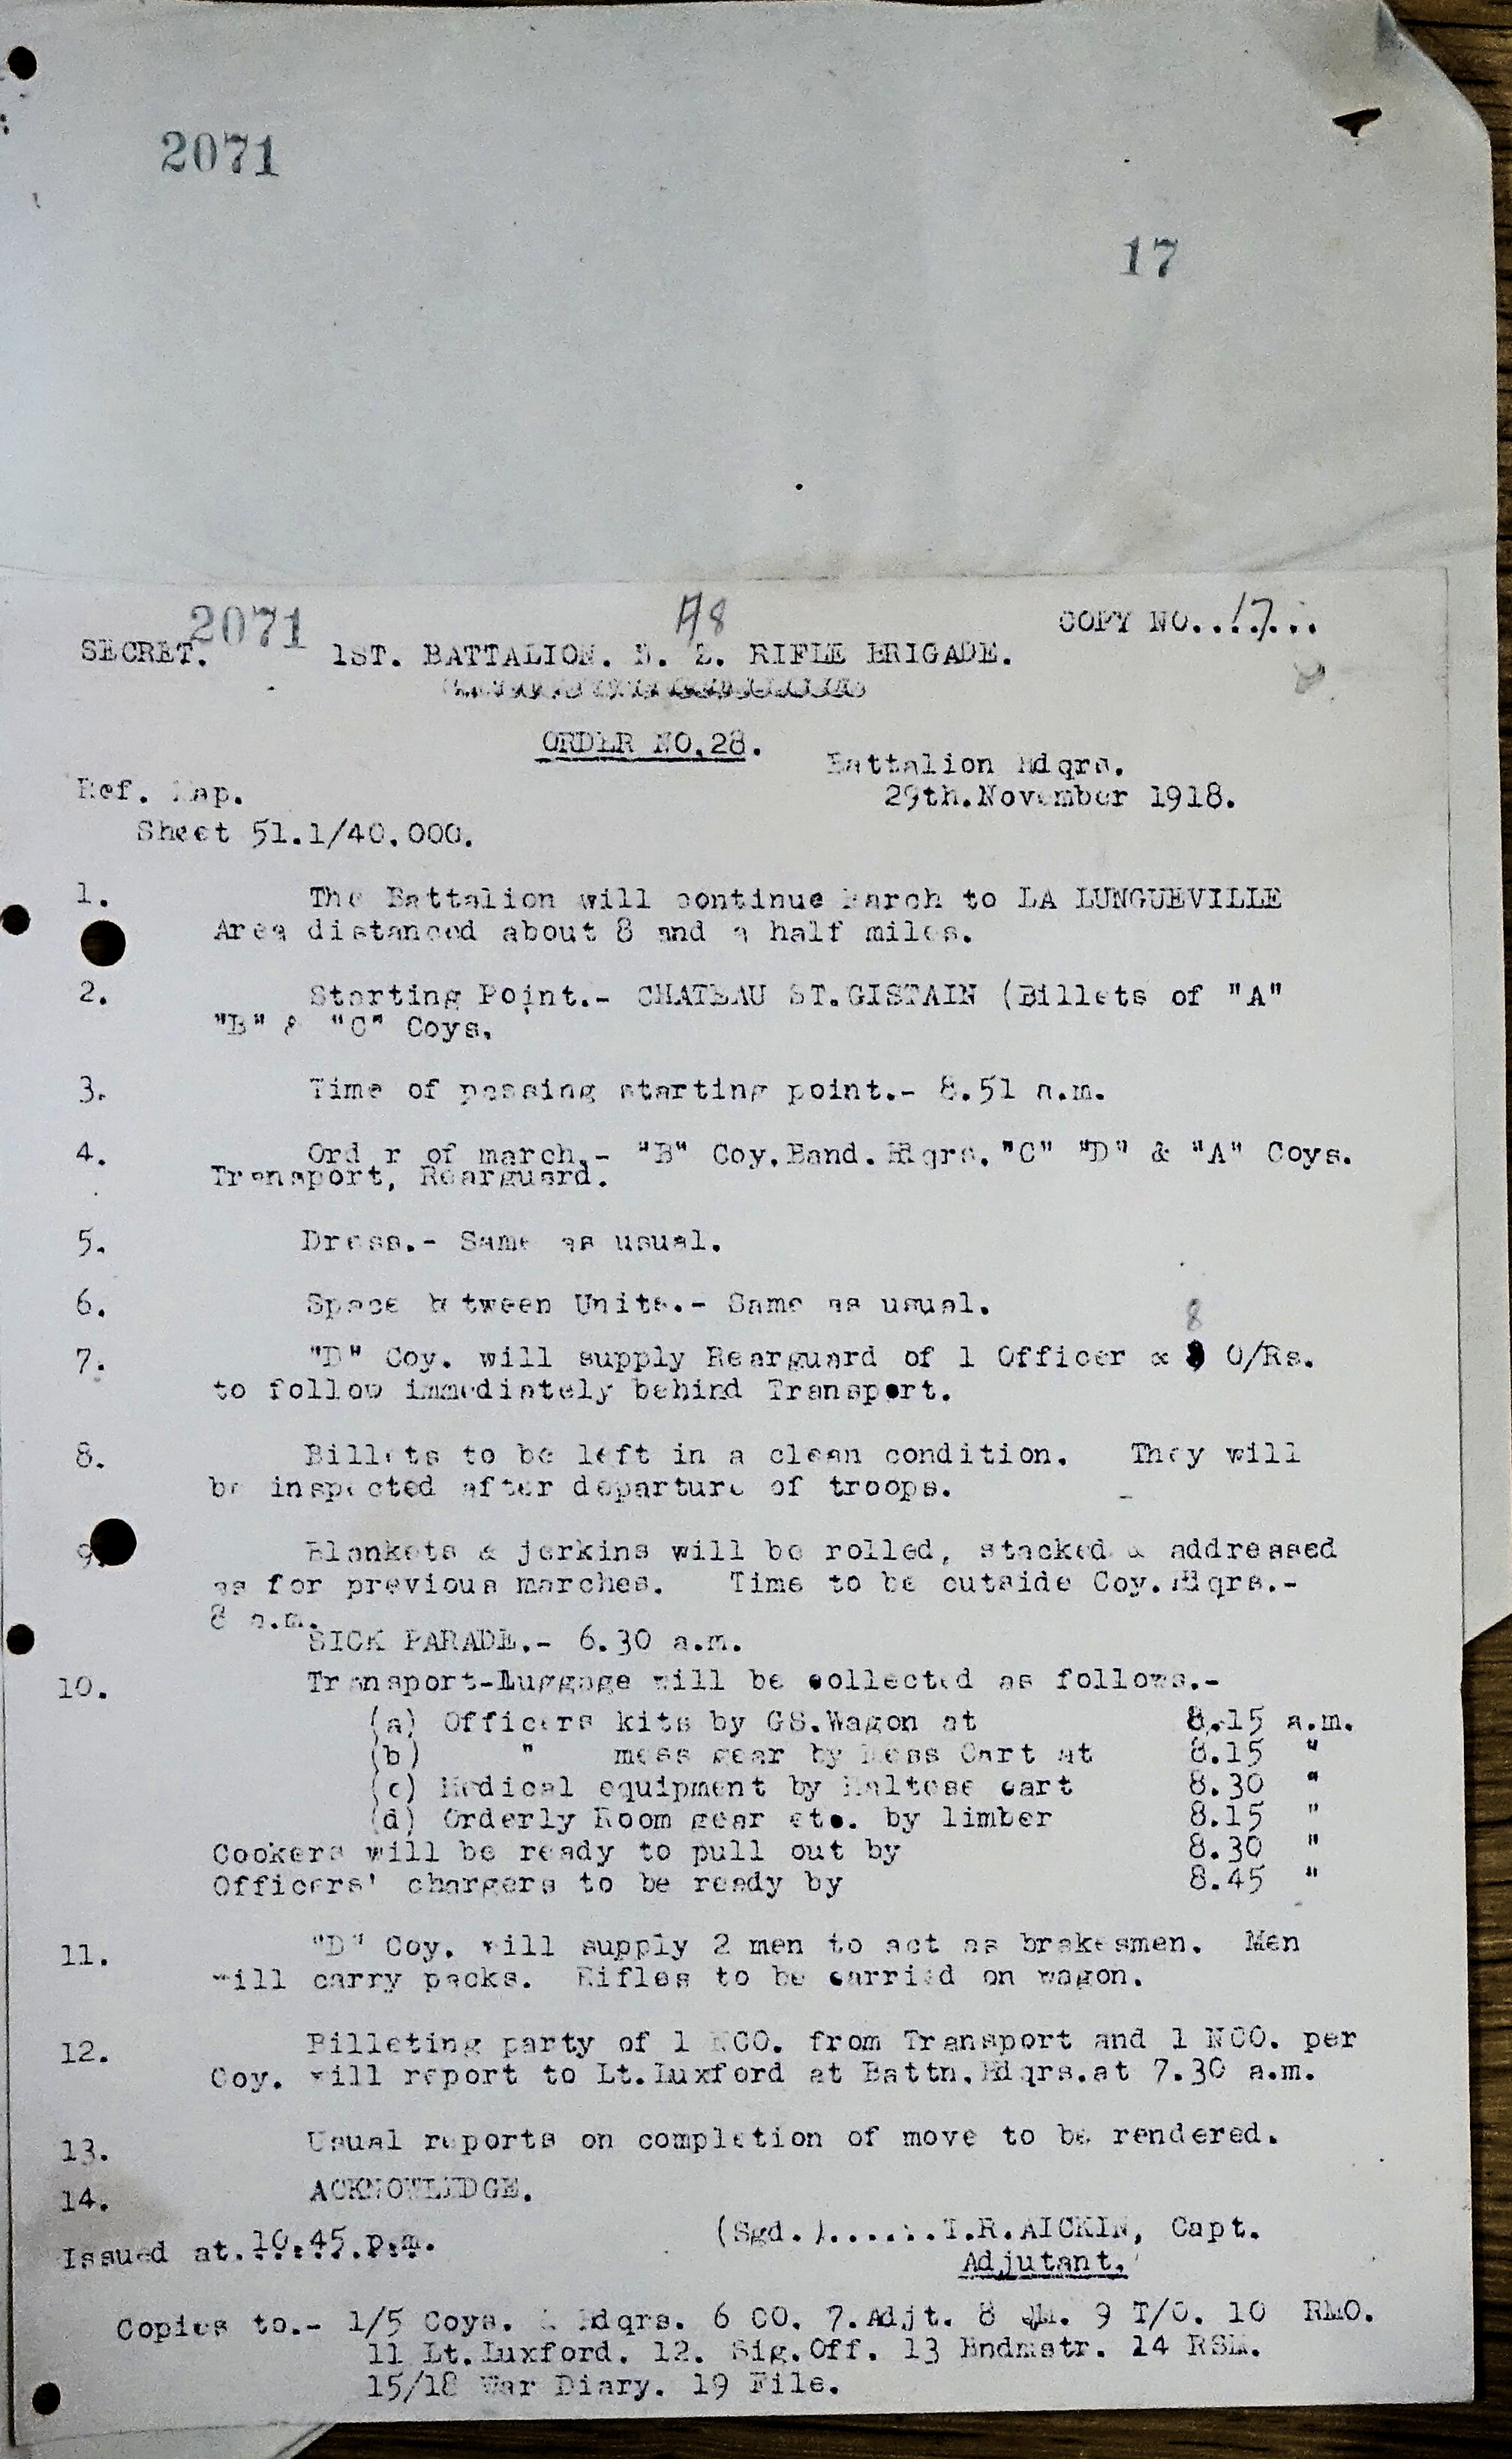 2071
17
2071
A8
COPY NO..17...
SECRET. 1ST. BATTALION. N. Z. RIFLE BRIGADE.
ORDER NO.28.
Battalion Hdqrs.
Ref. Map. 29th.November 1918.
Sheet 51.1/40.000.
1. The Battalion will continue March to LA LUNGUEVILLE
Area distanced about 8 and a half miles.
2. Starting Point.- CHATEAU ST.GISTAIN (Billets of "A"
"B" & "C" Coys.
3. Time of passing starting point.- 8.51 a.m.
4. Ord r of march.- "B" Coy.Band.Hdqrs."C" "D" & "A" Coys.
Transport, Rearguard.
5. Dress.- Same as usual.
6. Space b tween Units.- Same as usual.
8
7. "D" Coy. will supply Rearguard of 1 Officer & O/Rs.
to follow immediately behind Transport.
8. Billets to be left in a clean condition. They will
be inspected after departure of troops.
9. Blankets & jerkins will be rolled, stacked & addressed
as for previous marches. Time to be outside Coy.Hdqrs.-
8 a.m.
SICK PARADE.- 6.30 a.m.
10. Transport-Luggage will be collected as follows.-
(a) Officers kits by GS.Wagon at 8.15 a.m.
(b) " mess gear by Mess Cart at 8.15 "
(c) Medical equipment by Maltese cart 8.30 "
(d) Orderly Room gear etc. by limber 8.15 "
Cookers will be ready to pull out by 8.30 "
Officers' chargers to be ready by 8.45 "
11. "D" Coy. will supply 2 men to act as brakesmen. Men
will carry packs. Rifles to be carried on wagon.
12. Billeting party of 1 NCO. from Transport and 1 NCO. per
Coy. will report to Lt.Luxford at Battn.Hdqrs.at 7.30 a.m.
13. Usual reports on completion of move to be rendered.
14. ACKNOWLEDGE.
(Sgd.)......T.R.AICKIN, Capt.
Issued at.10.45.p.m. Adjutant.
Copies to.- 1/5 Coys. & Hdqrs. 6 CO. 7.Adjt. 8 QM. 9 T/O. 10 RMO.
11 Lt.Luxford. 12. Sig.Off. 13 Bndmstr. 14 RSM.
15/18 War Diary. 19 File.